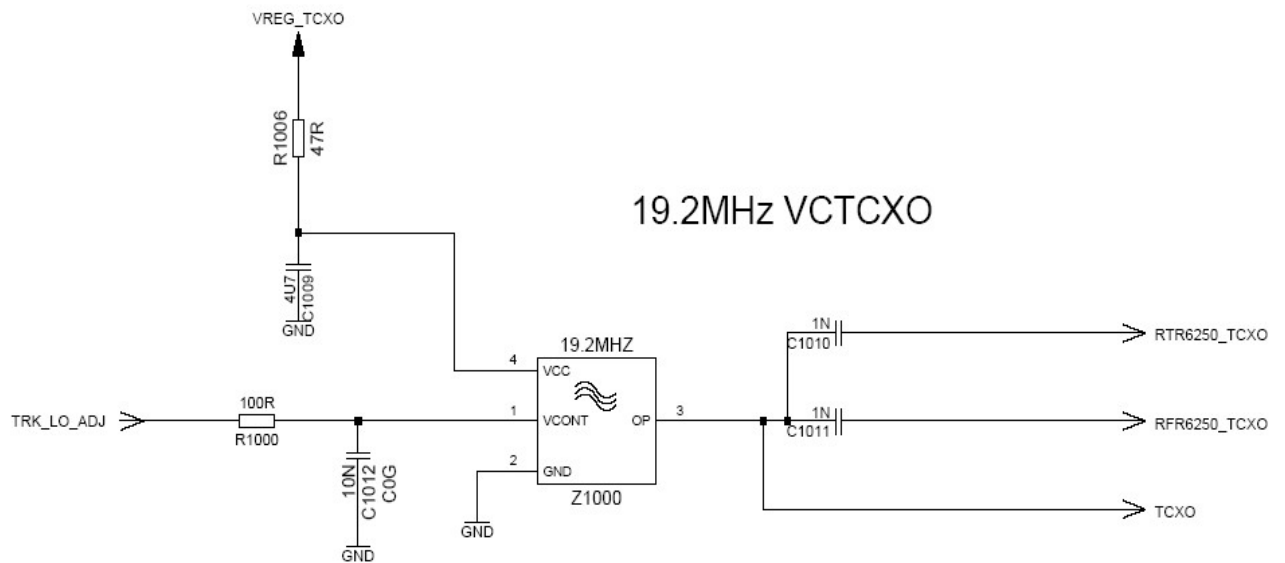 VREG_TCXO
R1006
47R
19.2MHz VCTCXO
4U7
C1009
GND
1N
C1010
RTR6250_TCXO
19.2MHZ
4
VCC
100R
TRK_LO_ADJ
R1000
1
VCONT
OP
3
1N
C1011
RFR6250_TCXO
10N
C1012
C0G
2
GND
Z1000
GND
TCXO
GND